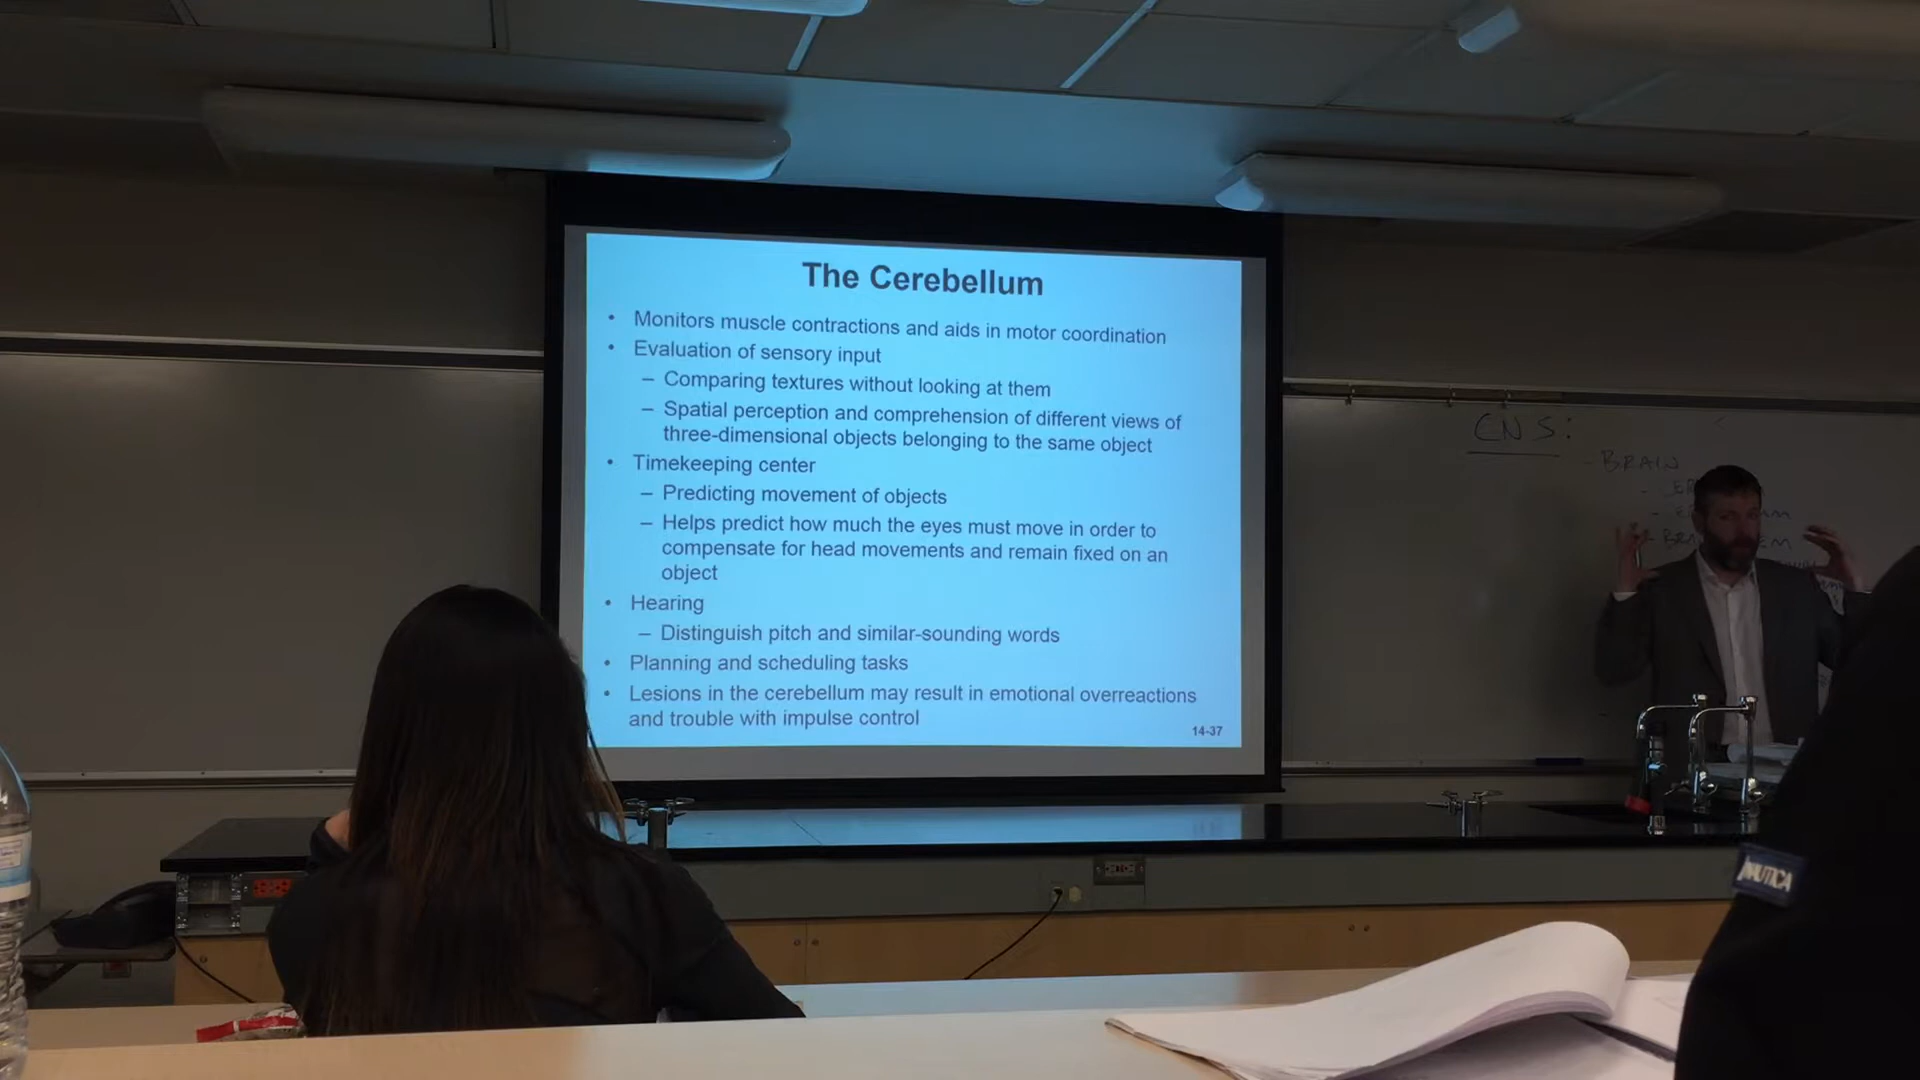 The Cerebellum
• Monitors muscle contractions and aids in motor coordination
• Evaluation of sensory input
– Comparing textures without looking at them
– Spatial perception and comprehension of different views of
three-dimensional objects belonging to the same object
• Timekeeping center
– Predicting movement of objects
– Helps predict how much the eyes must move in order to
compensate for head movements and remain fixed on an
object
• Hearing
– Distinguish pitch and similar-sounding words
• Planning and scheduling tasks
• Lesions in the cerebellum may result in emotional overreactions
and trouble with impulse control
14-37
CNS:
- BRAIN
NAUTICA